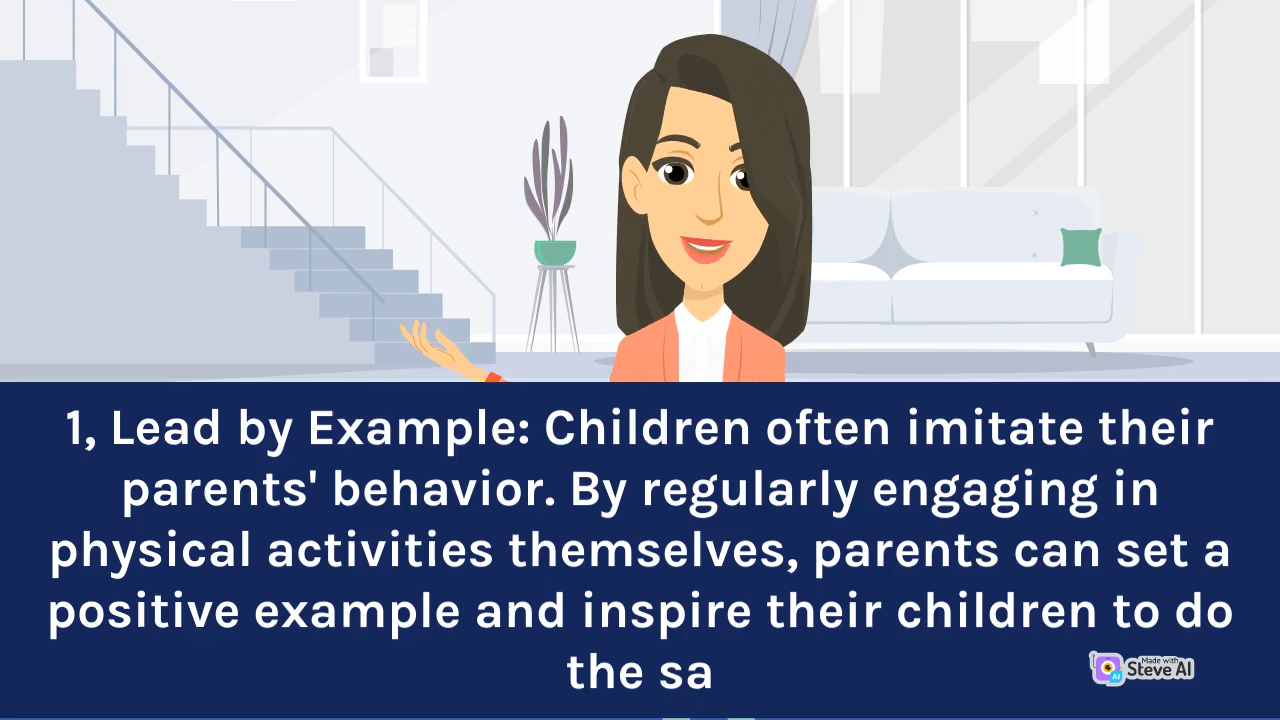 1, Lead by Example: Children often imitate their
parents' behavior. By regularly engaging in
physical activities themselves, parents can set a
positive example and inspire their children to do
the sa
Made with
Steve AI
AI